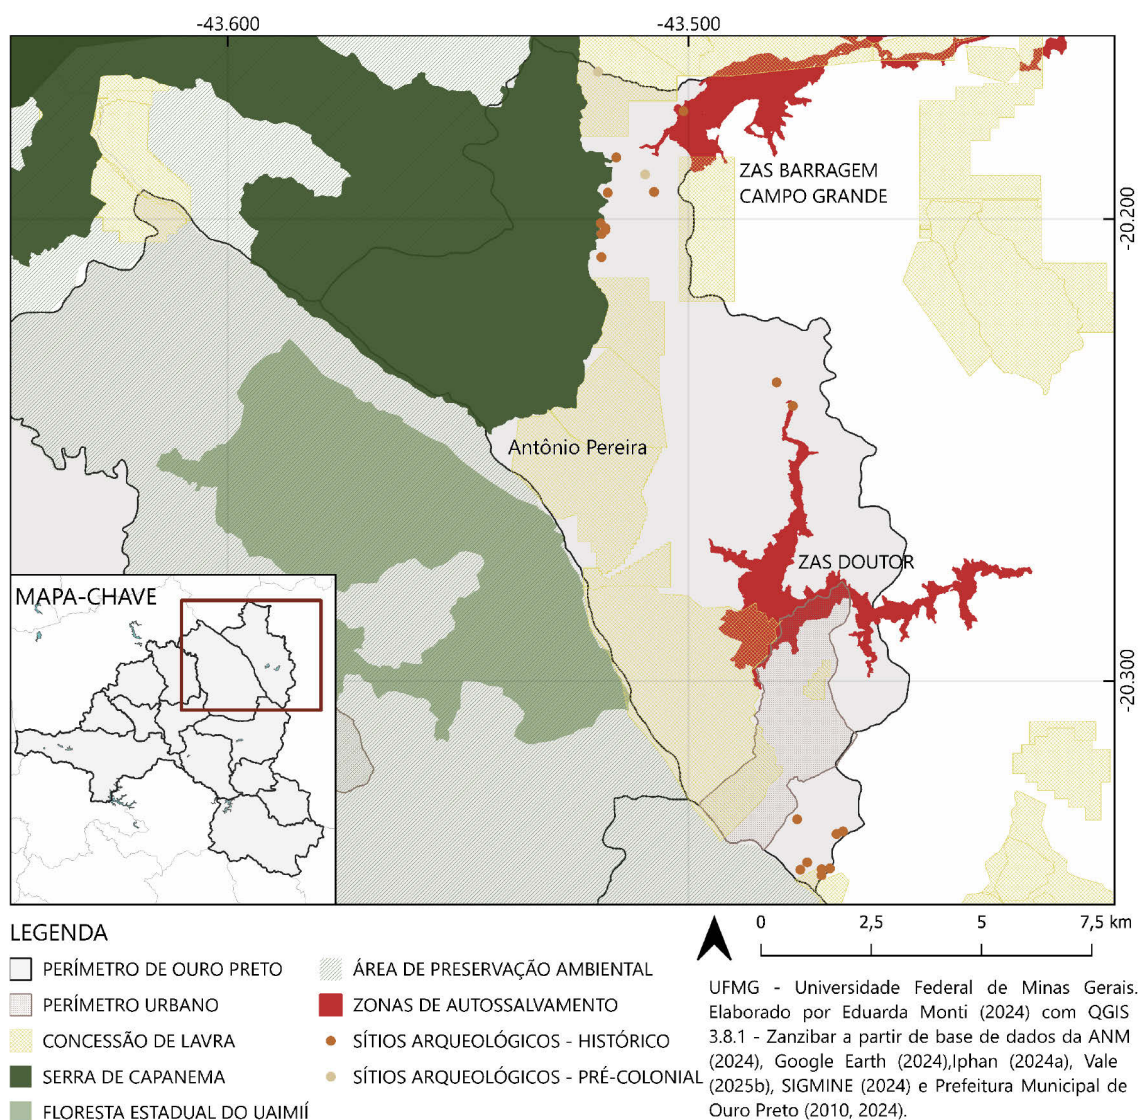 -43.600
-43.500
ZAS BARRAGEM
CAMPO GRANDE
-20.200
Antônio Pereira
ZAS DOUTOR
MAPA-CHAVE
-20.300
LEGENDA
PERÍMETRO DE OURO PRETO
PERÍMETRO URBANO
CONCESSÃO DE LAVRA
SERRA DE CAPANEMA
FLORESTA ESTADUAL DO UAIMIÍ
ÁREA DE PRESERVAÇÃO AMBIENTAL
ZONAS DE AUTOSSALVAMENTO
SÍTIOS ARQUEOLÓGICOS - HISTÓRICO
SÍTIOS ARQUEOLÓGICOS - PRÉ-COLONIAL
0 2,5 5 7,5 km
UFMG - Universidade Federal de Minas Gerais.
Elaborado por Eduarda Monti (2024) com QGIS
3.8.1 - Zanzibar a partir de base de dados da ANM
(2024), Google Earth (2024),Iphan (2024a), Vale
(2025b), SIGMINE (2024) e Prefeitura Municipal de
Ouro Preto (2010, 2024).